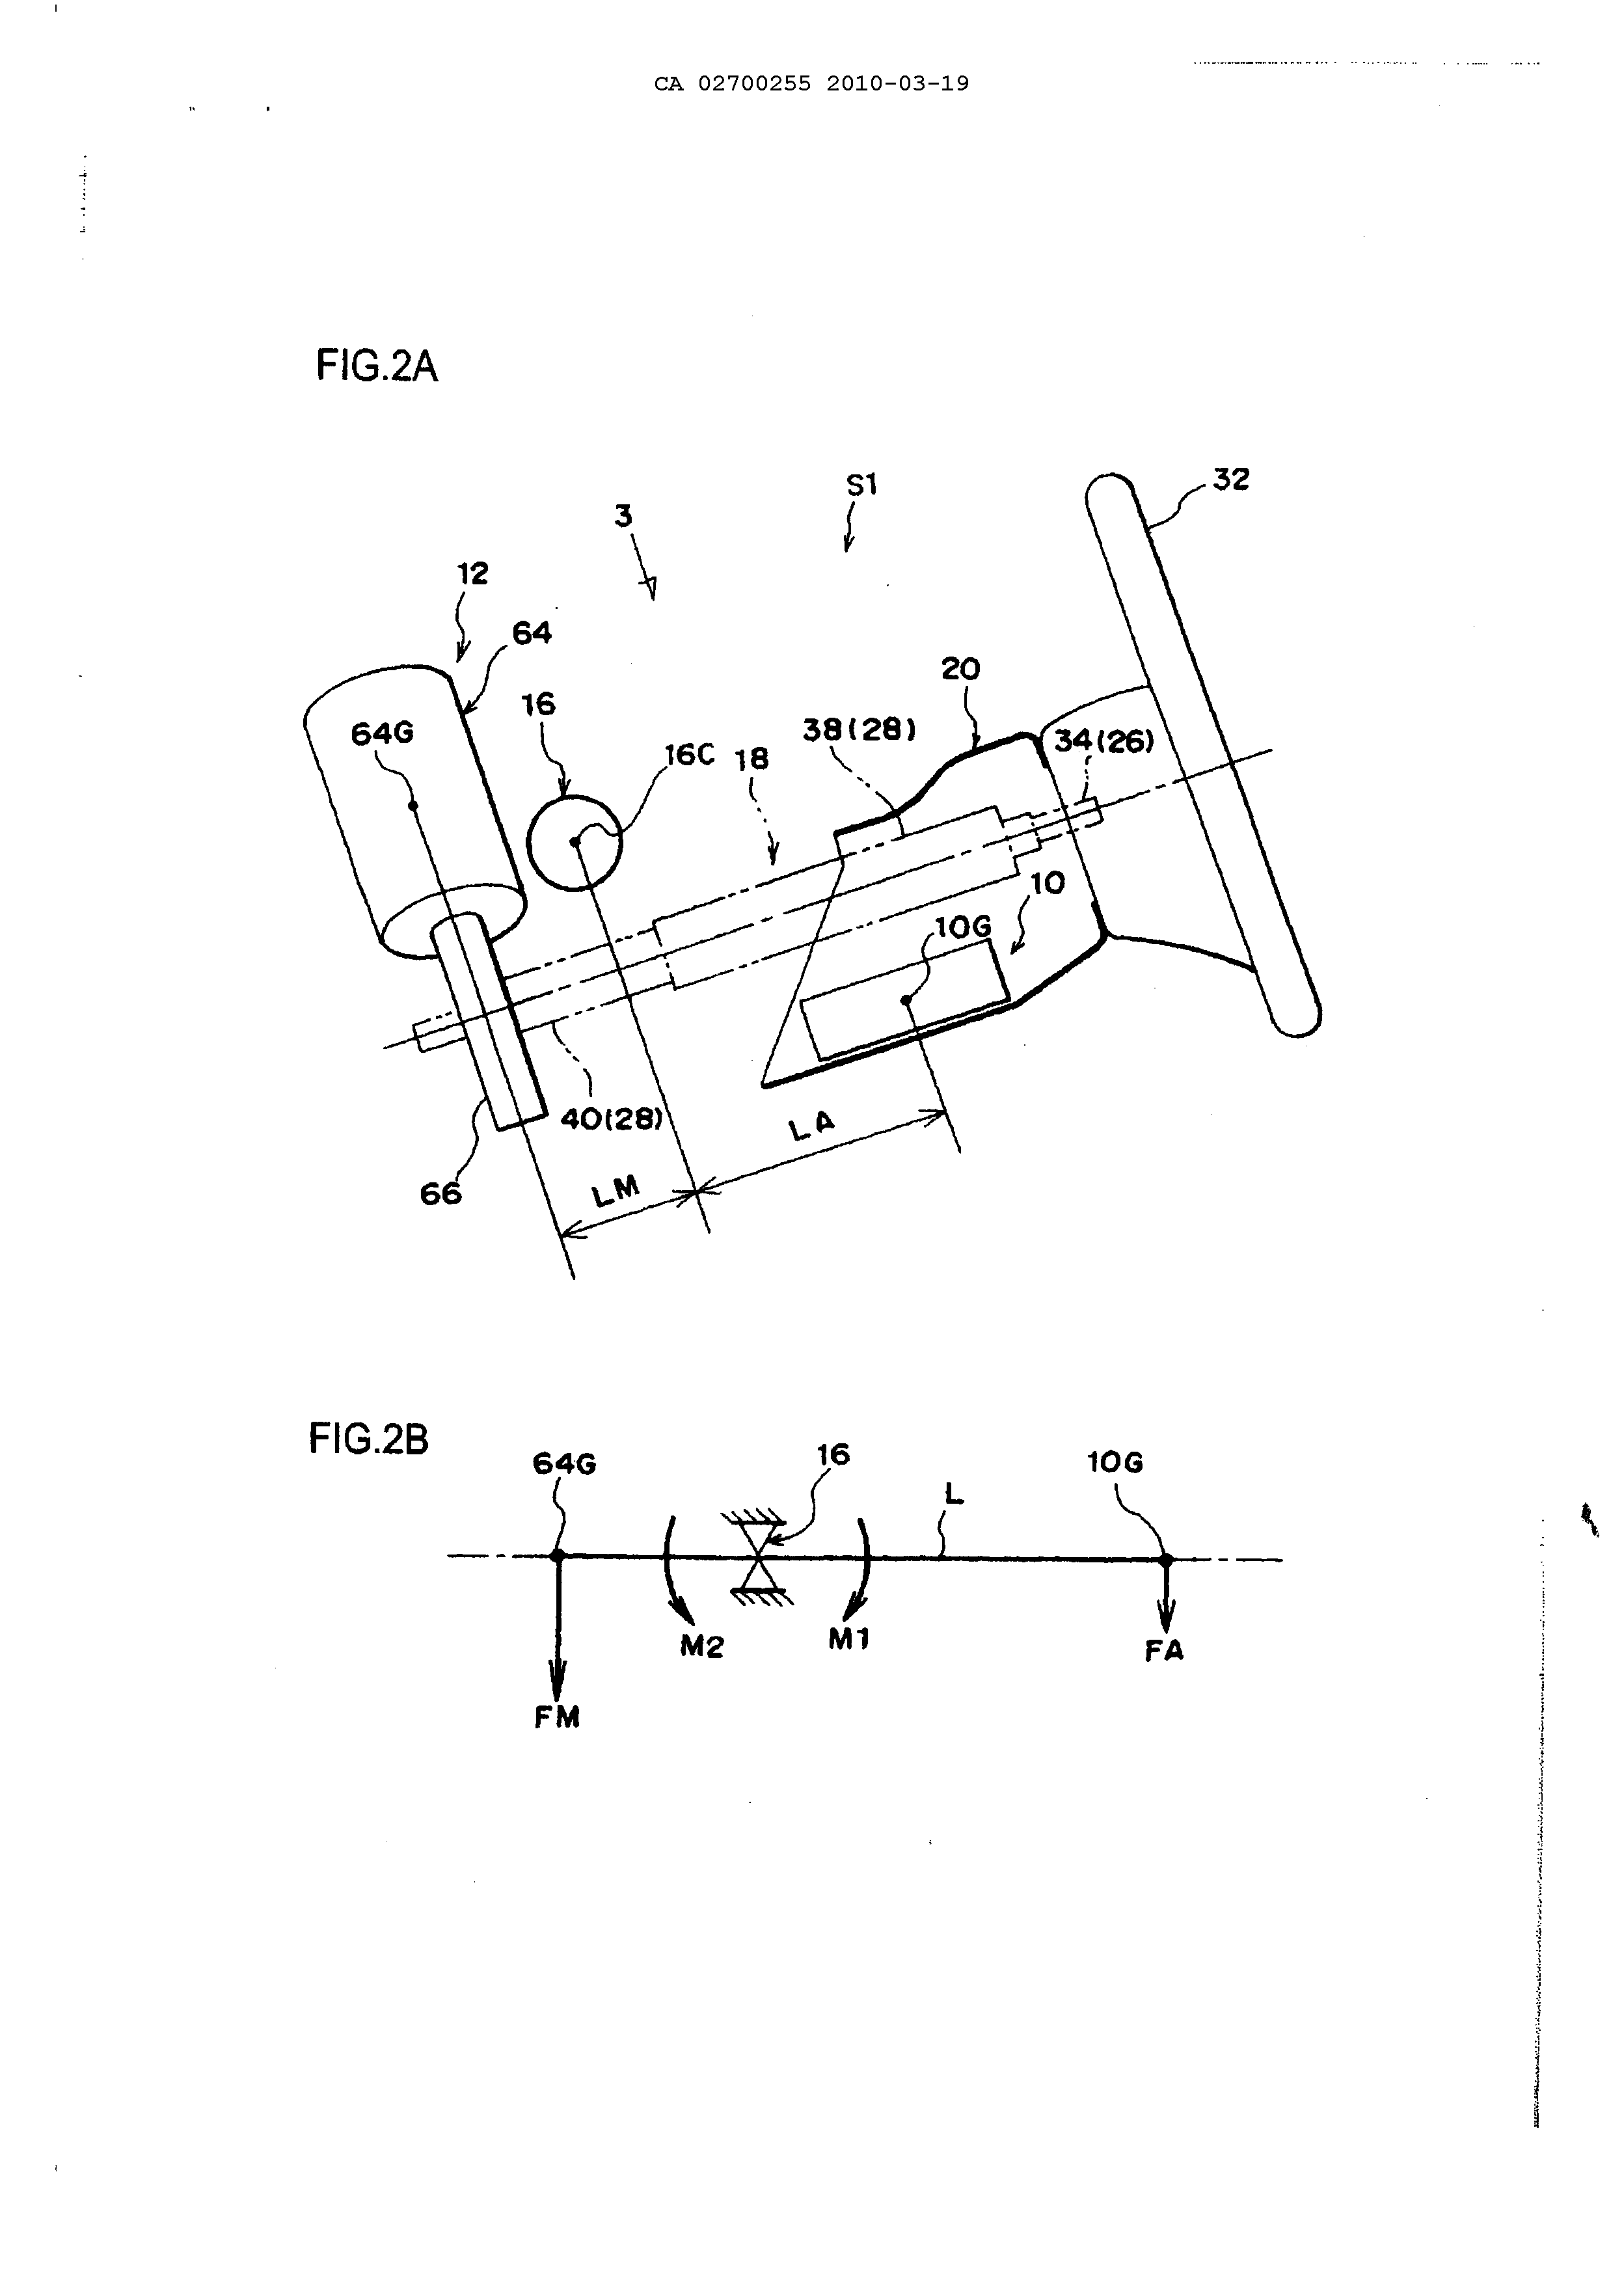 CA 02700255 2010-03-19
FIG.2A
S1
32
3
12
64
20
16
38(28)
34(26)
64G
16C
18
10
10G
40(28)
LA
66
LM
FIG.2B
64G
16
10G
L
M2
M1
FA
FM